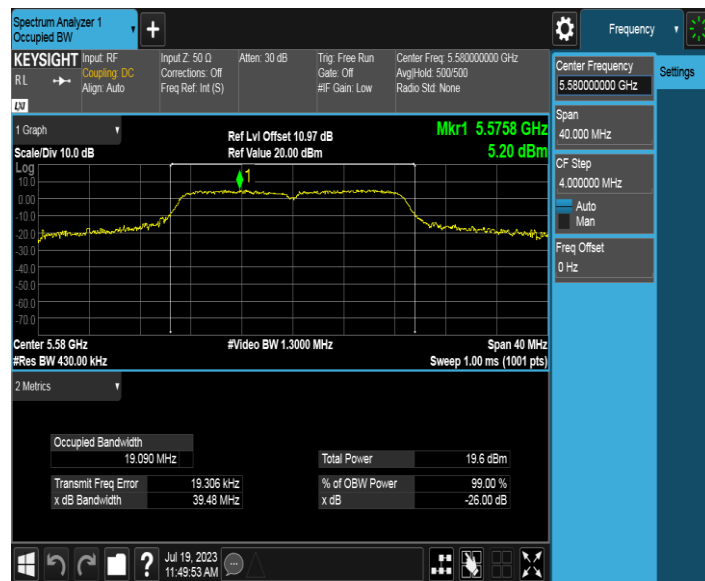 Spectrum Analyzer 1
Occupied BW
+
Frequency
KEYSIGHT
RL
LXI
Input: RF
Coupling: DC
Align: Auto
Input Z: 50 Ω
Corrections: Off
Freq Ref: Int (S)
Atten: 30 dB
Trig: Free Run
Gate: Off
#IF Gain: Low
Center Freq: 5.580000000 GHz
Avg|Hold: 500/500
Radio Std: None
Center Frequency
5.580000000 GHz
Settings
Span
40.000 MHz
CF Step
4.000000 MHz
Auto
Man
Freq Offset
0 Hz
1 Graph
Scale/Div 10.0 dB
Ref Lvl Offset 10.97 dB
Ref Value 20.00 dBm
Mkr1 5.5758 GHz
5.20 dBm
Log
10.0
0.00
-10.0
-20.0
-30.0
-40.0
-50.0
-60.0
-70.0
1
Center 5.58 GHz
#Res BW 430.00 kHz
#Video BW 1.3000 MHz
Span 40 MHz
Sweep 1.00 ms (1001 pts)
2 Metrics
Occupied Bandwidth
19.090 MHz
Total Power 19.6 dBm
Transmit Freq Error 19.306 kHz
% of OBW Power 99.00 %
x dB Bandwidth 39.48 MHz
x dB -26.00 dB
?
Jul 19, 2023
11:49:53 AM